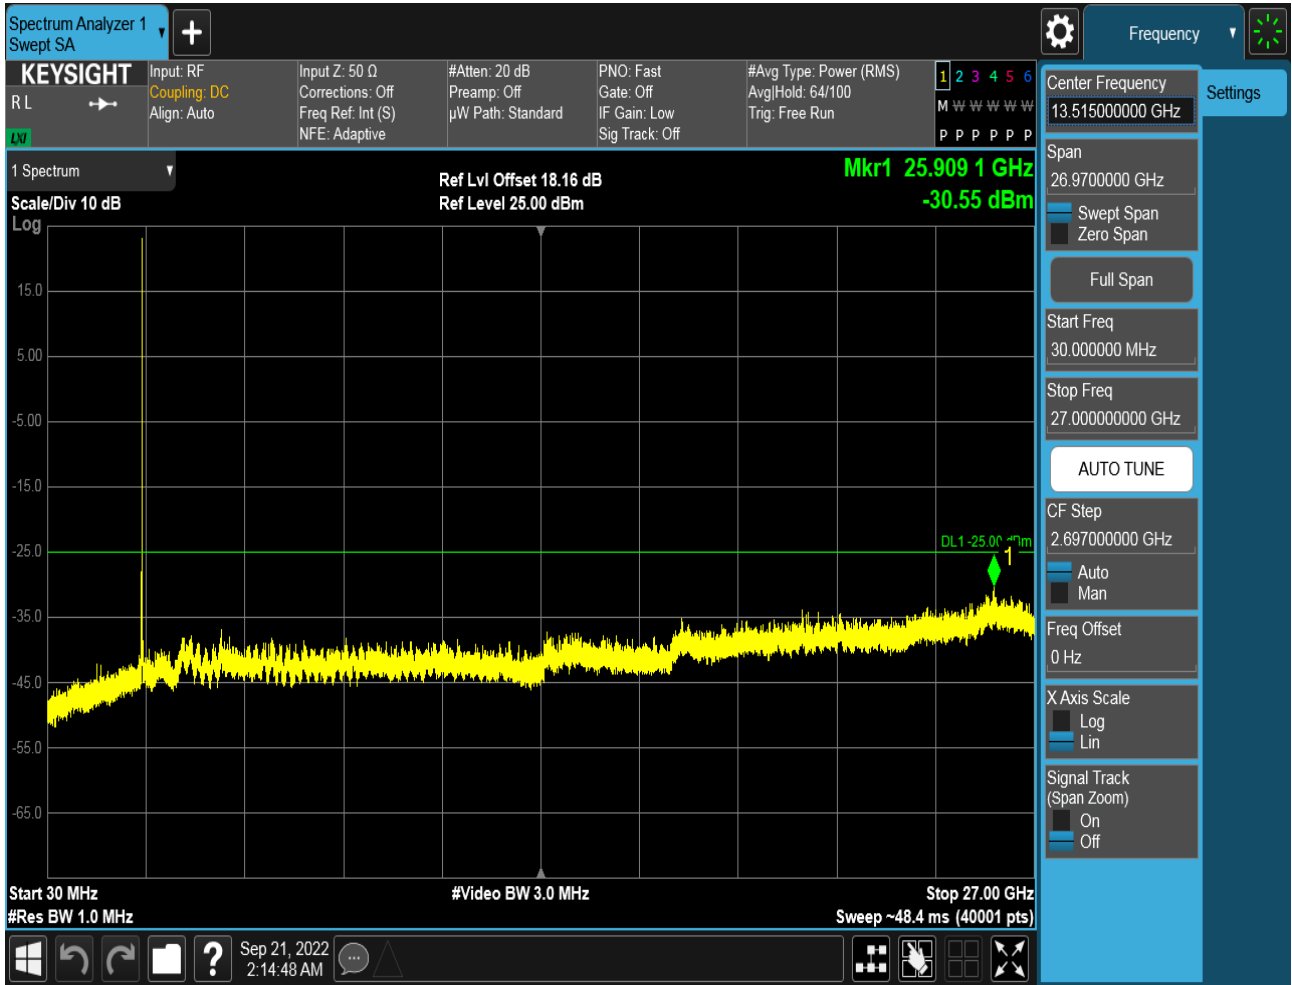 Spectrum Analyzer 1
Swept SA
Frequency
KEYSIGHT
R L
LXI
Input: RF
Coupling: DC
Align: Auto
Input Z: 50 Ω
Corrections: Off
Freq Ref: Int (S)
NFE: Adaptive
#Atten: 20 dB
Preamp: Off
µW Path: Standard
PNO: Fast
Gate: Off
IF Gain: Low
Sig Track: Off
#Avg Type: Power (RMS)
Avg|Hold: 64/100
Trig: Free Run
1 2 3 4 5 6
M W W W W W
P P P P P P
1 Spectrum
Scale/Div 10 dB
Log
Ref Lvl Offset 18.16 dB
Ref Level 25.00 dBm
Mkr1 25.909 1 GHz
-30.55 dBm
15.0
5.00
-5.00
-15.0
-25.0
-35.0
-45.0
-55.0
-65.0
DL1 -25.00 dBm
1
Start 30 MHz
#Res BW 1.0 MHz
#Video BW 3.0 MHz
Stop 27.00 GHz
Sweep ~48.4 ms (40001 pts)
Sep 21, 2022
2:14:48 AM
Center Frequency
13.515000000 GHz
Settings
Span
26.9700000 GHz
Swept Span
Zero Span
Full Span
Start Freq
30.000000 MHz
Stop Freq
27.000000000 GHz
AUTO TUNE
CF Step
2.697000000 GHz
Auto
Man
Freq Offset
0 Hz
X Axis Scale
Log
Lin
Signal Track
(Span Zoom)
On
Off